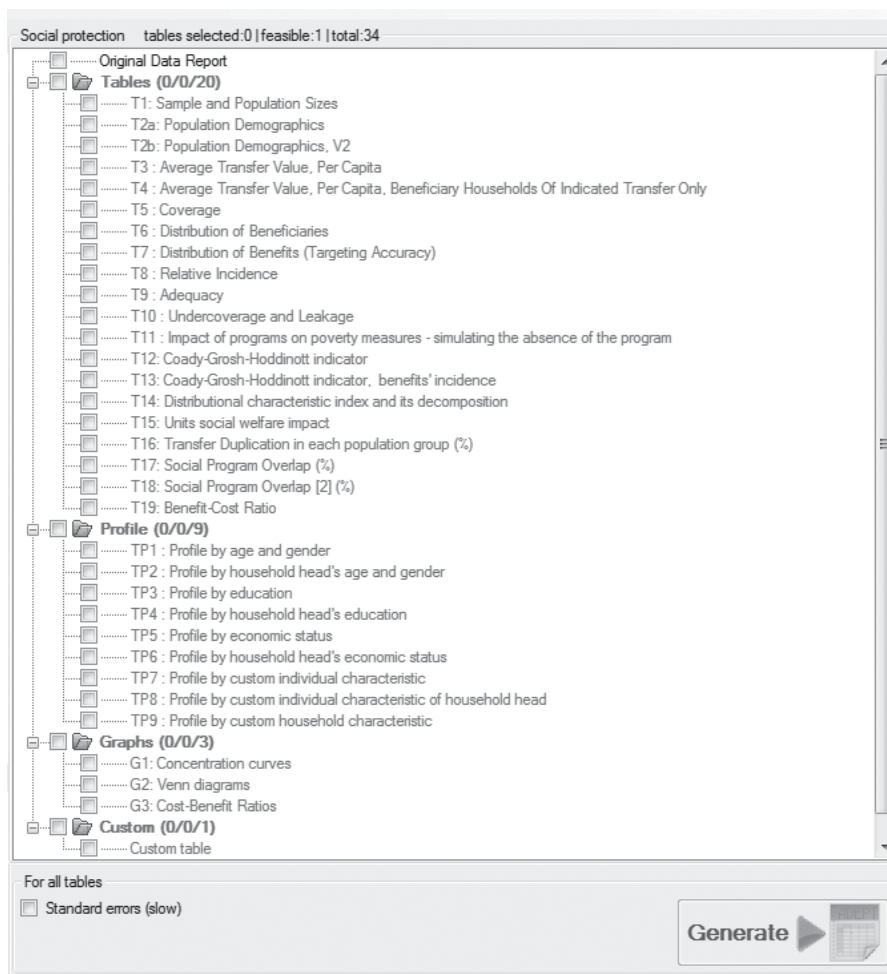 Social protection tables selected:0 | feasible:1 | total:34
Original Data Report
Tables (0/0/20)
T1: Sample and Population Sizes
T2a: Population Demographics
T2b: Population Demographics, V2
T3 : Average Transfer Value, Per Capita
T4 : Average Transfer Value, Per Capita, Beneficiary Households Of Indicated Transfer Only
T5 : Coverage
T6 : Distribution of Beneficiaries
T7 : Distribution of Benefits (Targeting Accuracy)
T8 : Relative Incidence
T9 : Adequacy
T10 : Undercoverage and Leakage
T11 : Impact of programs on poverty measures - simulating the absence of the program
T12: Coady-Grosh-Hoddinott indicator
T13: Coady-Grosh-Hoddinott indicator, benefits' incidence
T14: Distributional characteristic index and its decomposition
T15: Units social welfare impact
T16: Transfer Duplication in each population group (%)
T17: Social Program Overlap (%)
T18: Social Program Overlap [2] (%)
T19: Benefit-Cost Ratio
Profile (0/0/9)
TP1 : Profile by age and gender
TP2 : Profile by household head's age and gender
TP3 : Profile by education
TP4 : Profile by household head's education
TP5 : Profile by economic status
TP6 : Profile by household head's economic status
TP7 : Profile by custom individual characteristic
TP8 : Profile by custom individual characteristic of household head
TP9 : Profile by custom household characteristic
Graphs (0/0/3)
G1: Concentration curves
G2: Venn diagrams
G3: Cost-Benefit Ratios
Custom (0/0/1)
Custom table
For all tables
Standard errors (slow)
Generate
ADEPT